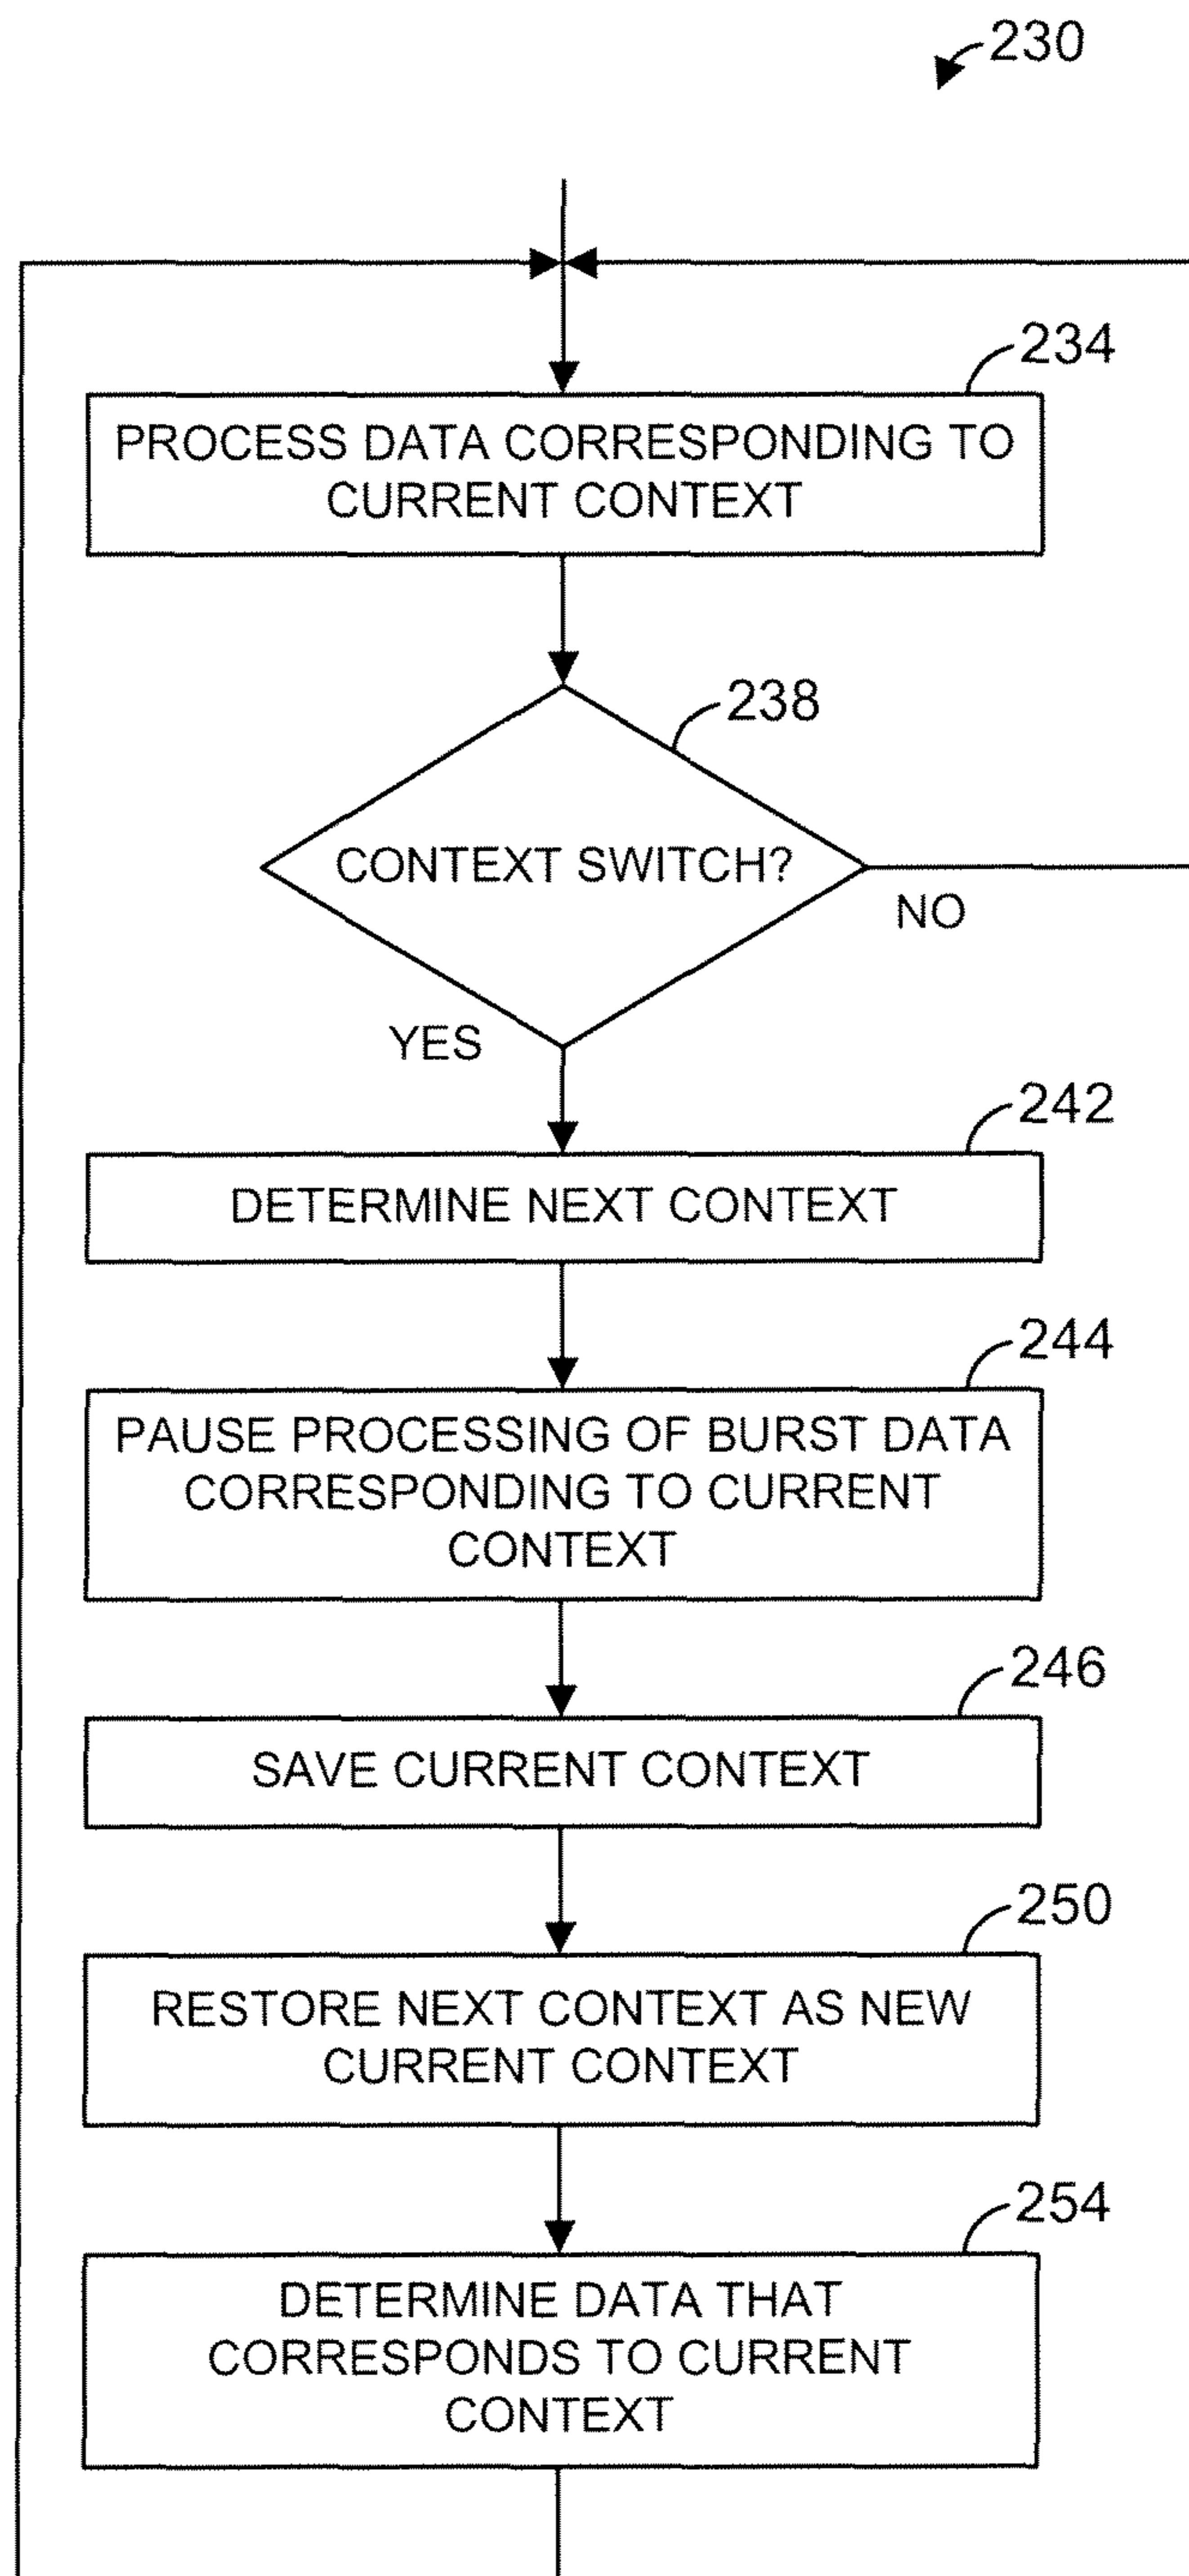 230
234
PROCESS DATA CORRESPONDING TO
CURRENT CONTEXT
238
CONTEXT SWITCH?
NO
YES
242
DETERMINE NEXT CONTEXT
244
PAUSE PROCESSING OF BURST DATA
CORRESPONDING TO CURRENT
CONTEXT
246
SAVE CURRENT CONTEXT
250
RESTORE NEXT CONTEXT AS NEW
CURRENT CONTEXT
254
DETERMINE DATA THAT
CORRESPONDS TO CURRENT
CONTEXT